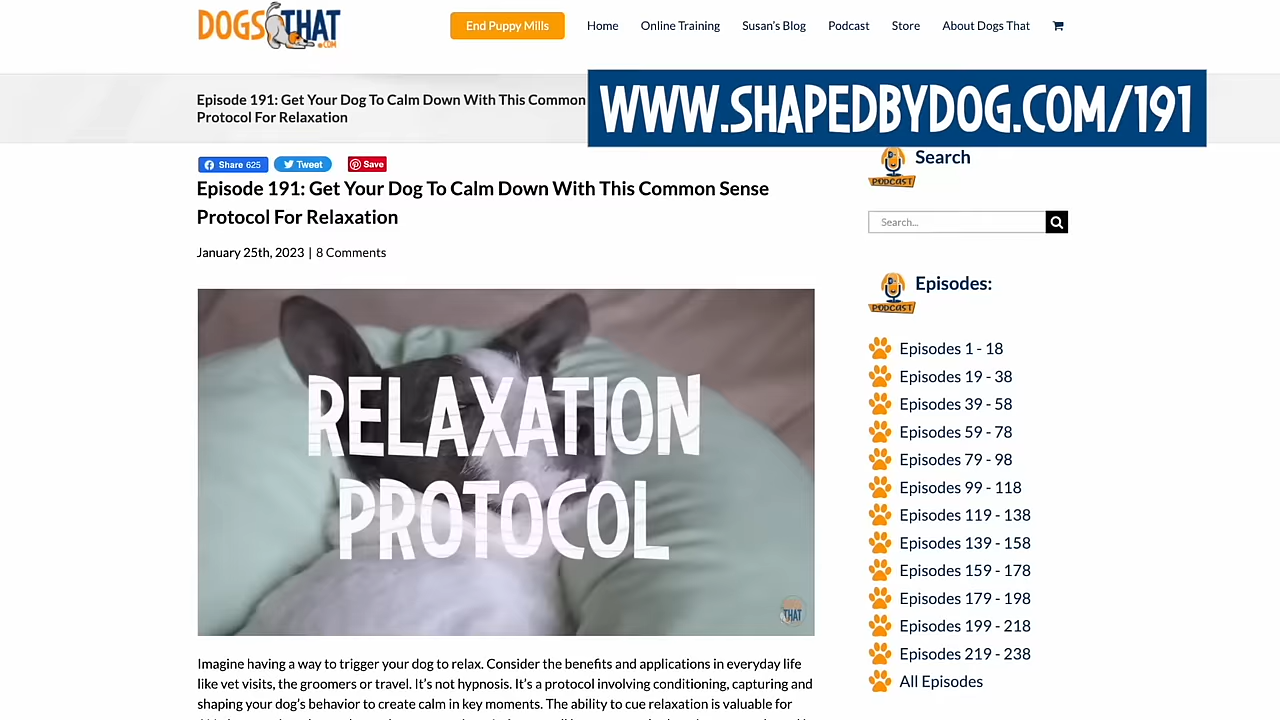 DOGS THAT
.COM
End Puppy Mills
Home
Online Training
Susan's Blog
Podcast
Store
About Dogs That
Episode 191: Get Your Dog To Calm Down With This Common
Protocol For Relaxation
WWW.SHAPEDBYDOG.COM/191
Share 625
Tweet
Save
Episode 191: Get Your Dog To Calm Down With This Common Sense
Protocol For Relaxation
January 25th, 2023 | 8 Comments
RELAXATION
PROTOCOL
DOGS
THAT
Imagine having a way to trigger your dog to relax. Consider the benefits and applications in everyday life
like vet visits, the groomers or travel. It's not hypnosis. It's a protocol involving conditioning, capturing and
shaping your dog's behavior to create calm in key moments. The ability to cue relaxation is valuable for
PODCAST
Search
Search...
PODCAST
Episodes:
Episodes 1 - 18
Episodes 19 - 38
Episodes 39 - 58
Episodes 59 - 78
Episodes 79 - 98
Episodes 99 - 118
Episodes 119 - 138
Episodes 139 - 158
Episodes 159 - 178
Episodes 179 - 198
Episodes 199 - 218
Episodes 219 - 238
All Episodes